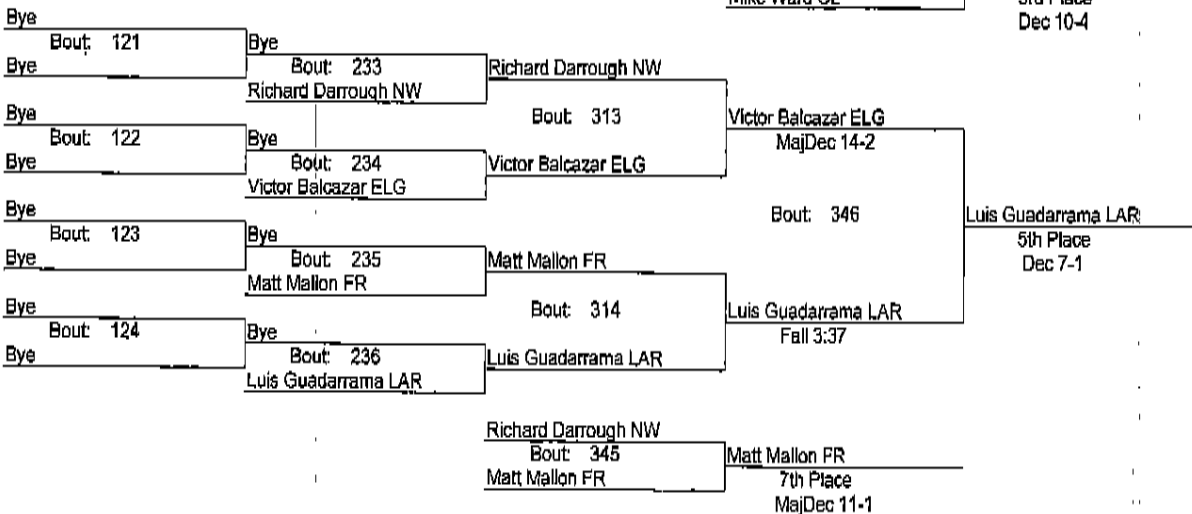 Dec 10-4
Bye
Bout: 121
Bye
Bye
Bout: 233
Richard Darrough NW
Richard Darrough NW
Bye
Bout: 122
Bye
Bye
Bout: 234
Victor Balcazar ELG
Victor Balcazar ELG
Bout: 313
Victor Balcazar ELG
MajDec 14-2
Bye
Bout: 123
Bye
Bye
Bout: 235
Matt Mallon FR
Matt Mallon FR
Bye
Bout: 124
Bye
Bye
Bout: 236
Luis Guadarrama LAR
Luis Guadarrama LAR
Bout: 314
Luis Guadarrama LAR
Fall 3:37
Bout: 346
Luis Guadarrama LAR
5th Place
Dec 7-1
Richard Darrough NW
Bout: 345
Matt Mallon FR
Matt Mallon FR
7th Place
MajDec 11-1